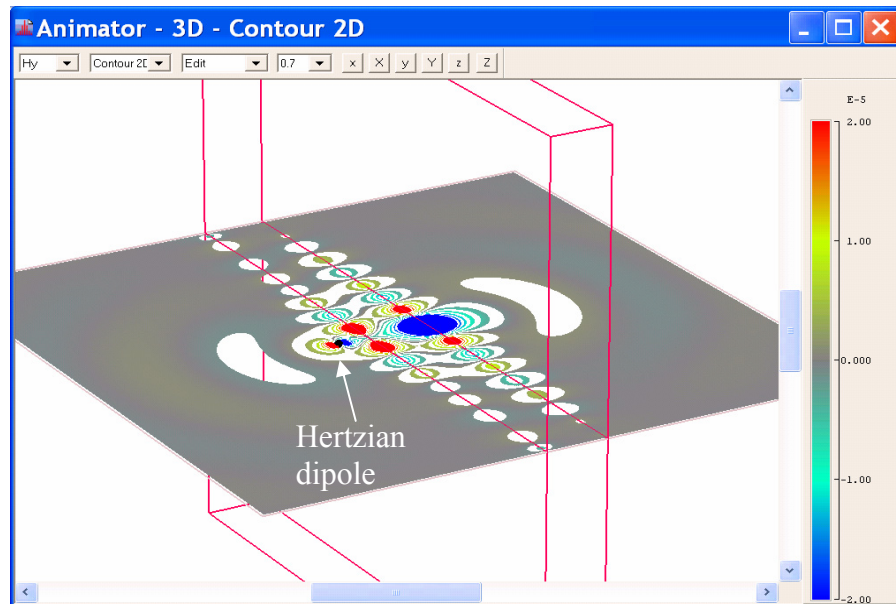 Animator - 3D - Contour 2D
Hy Contour 2D Edit 0.7 x X y Y z Z
E-5
2.00
1.00
0.000
-1.00
-2.00
Hertzian
dipole